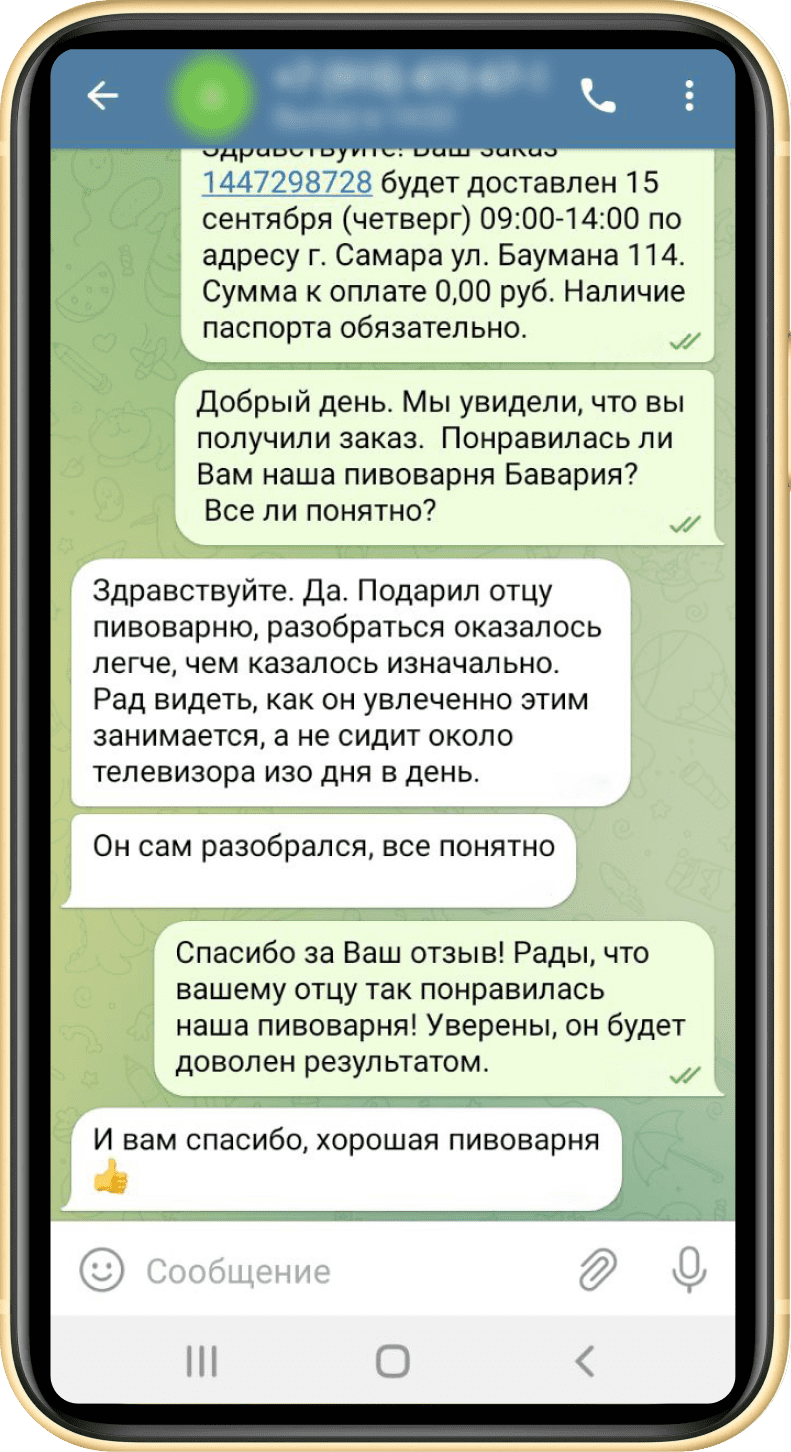 Здравствуйте! Ваш заказ
1447298728 будет доставлен 15
сентября (четверг) 09:00-14:00 по
адресу г. Самара ул. Баумана 114.
Сумма к оплате 0,00 руб. Наличие
паспорта обязательно.
Добрый день. Мы увидели, что вы
получили заказ.  Понравилась ли
Вам наша пивоварня Бавария?
Все ли понятно?
Здравствуйте. Да. Подарил отцу
пивоварню, разобраться оказалось
легче, чем казалось изначально.
Рад видеть, как он увлеченно этим
занимается, а не сидит около
телевизора изо дня в день.
Он сам разобрался, все понятно
Спасибо за Ваш отзыв! Рады, что
вашему отцу так понравилась
наша пивоварня! Уверены, он будет
доволен результатом.
И вам спасибо, хорошая пивоварня
👍
Сообщение